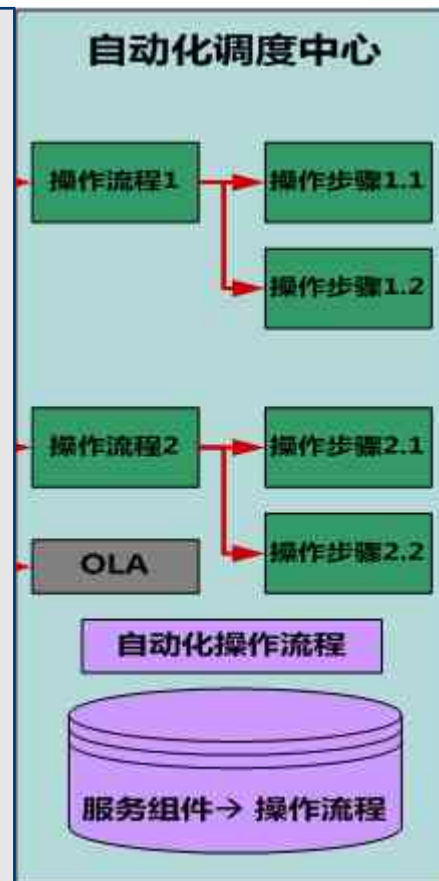 自动化调度中心
操作流程1
操作步骤1.1
操作步骤1.2
操作流程2
操作步骤2.1
OLA
操作步骤2.2
自动化操作流程
服务组件→ 操作流程